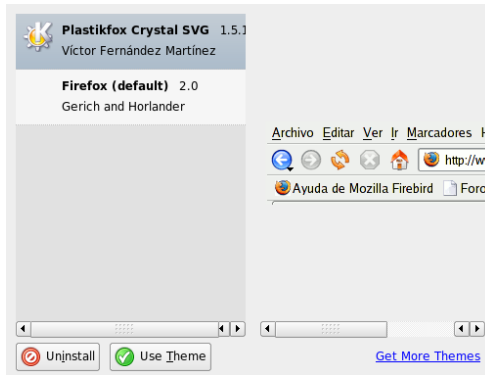 Plastikfox Crystal SVG 1.5.1
Víctor Fernández Martínez
Firefox (default) 2.0
Gerich and Horlander
Archivo Editar Ver Ir Marcadores
http://w
Ayuda de Mozilla Firebird Foro
Uninstall Use Theme Get More Themes